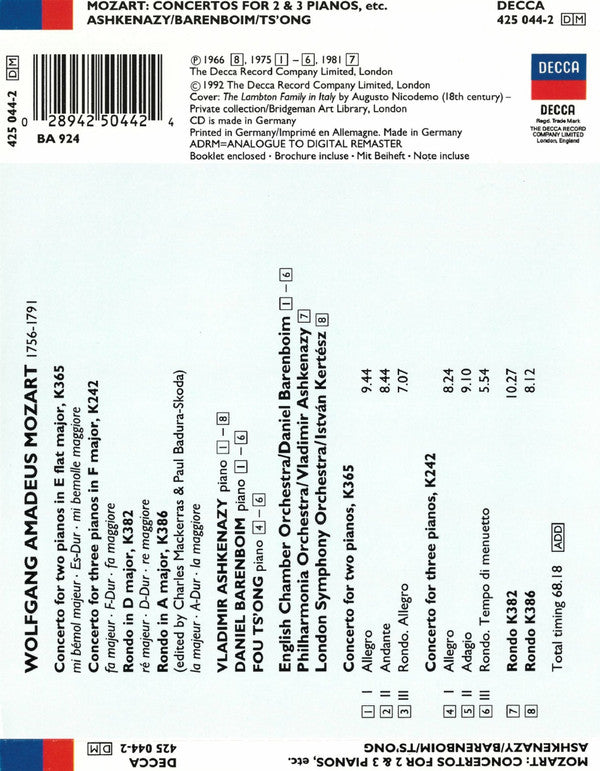 MOZART: CONCERTOS FOR 2 & 3 PIANOS, etc.
ASHKENAZY/BARENBOIM/TS'ONG
DECCA
425 044-2 DM
425 044-2 DM
0 28942 50442 4
BA 924
℗ 1966 8, 1975 1 – 6, 1981 7
The Decca Record Company Limited, London
© 1992 The Decca Record Company Limited, London
Cover: The Lambton Family in Italy by Augusto Nicodemo (18th century) –
Private collection/Bridgeman Art Library, London
CD is made in Germany
Printed in Germany/Imprimé en Allemagne. Made in Germany
ADRM=ANALOGUE TO DIGITAL REMASTER
Booklet enclosed · Brochure incluse · Mit Beiheft · Note incluse
DECCA
DECCA
Regd. Trade Mark
THE DECCA RECORD
COMPANY LIMITED
London, England
WOLFGANG AMADEUS MOZART 1756-1791
Concerto for two pianos in E flat major, K365
mi bémol majeur · Es-Dur · mi bemolle maggiore
Concerto for three pianos in F major, K242
fa majeur · F-Dur · fa maggiore
Rondo in D major, K382
ré majeur · D-Dur · re maggiore
Rondo in A major, K386
(edited by Charles Mackerras & Paul Badura-Skoda)
la majeur · A-Dur · la maggiore
VLADIMIR ASHKENAZY piano 1 – 8
DANIEL BARENBOIM piano 1 – 6
FOU TS'ONG piano 4 – 6
English Chamber Orchestra/Daniel Barenboim 1 – 6
Philharmonia Orchestra/Vladimir Ashkenazy 7
London Symphony Orchestra/István Kertész 8
Concerto for two pianos, K365
1 I Allegro 9.44
2 II Andante 8.44
3 III Rondo. Allegro 7.07
Concerto for three pianos, K242
4 I Allegro 8.24
5 II Adagio 9.10
6 III Rondo. Tempo di menuetto 5.54
7 Rondo K382 10.27
8 Rondo K386 8.12
Total timing 68.18 ADD
MOZART: CONCERTOS FOR 2 & 3 PIANOS, etc.
ASHKENAZY/BARENBOIM/TS'ONG
DECCA
425 044-2 DM